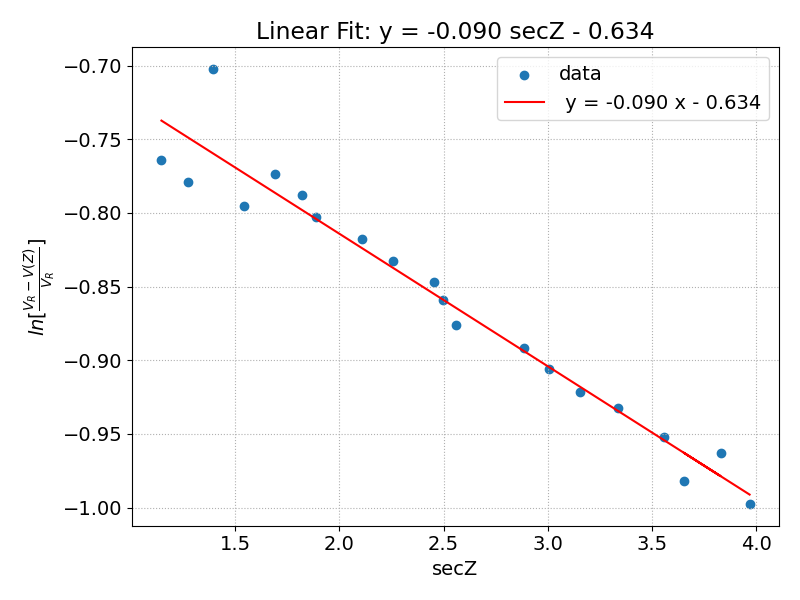 Linear Fit: y = -0.090 secZ - 0.634
data
y = -0.090 x - 0.634
−0.70
−0.75
−0.80
−0.85
−0.90
−0.95
−1.00
ln[\frac{V_R − V(Z)}{V_R}]
1.5 2.0 2.5 3.0 3.5 4.0
secZ